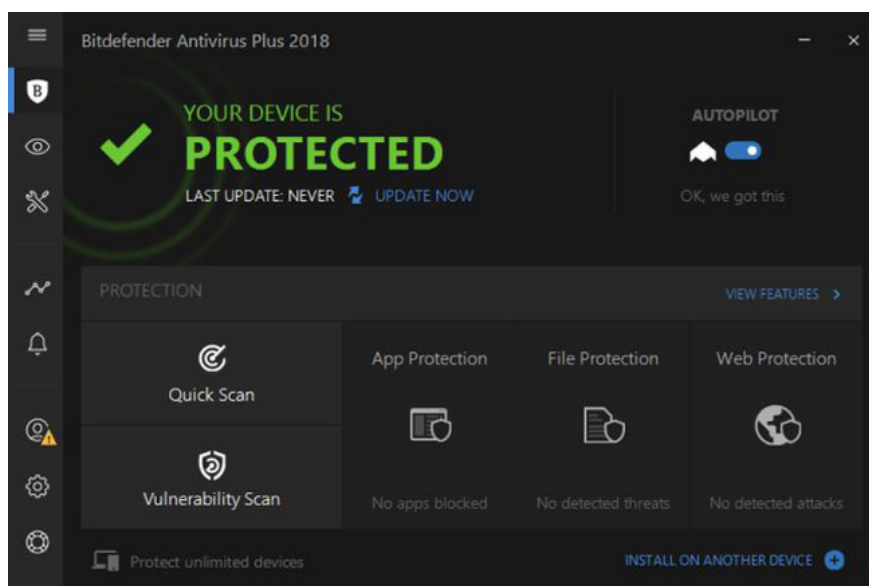 Bitdefender Antivirus Plus 2018
B
YOUR DEVICE IS
PROTECTED
LAST UPDATE: NEVER UPDATE NOW
AUTOPILOT
OK, we got this
PROTECTION
VIEW FEATURES >
Quick Scan
Vulnerability Scan
App Protection
No apps blocked
File Protection
No detected threats
Web Protection
No detected attacks
Protect unlimited devices
INSTALL ON ANOTHER DEVICE